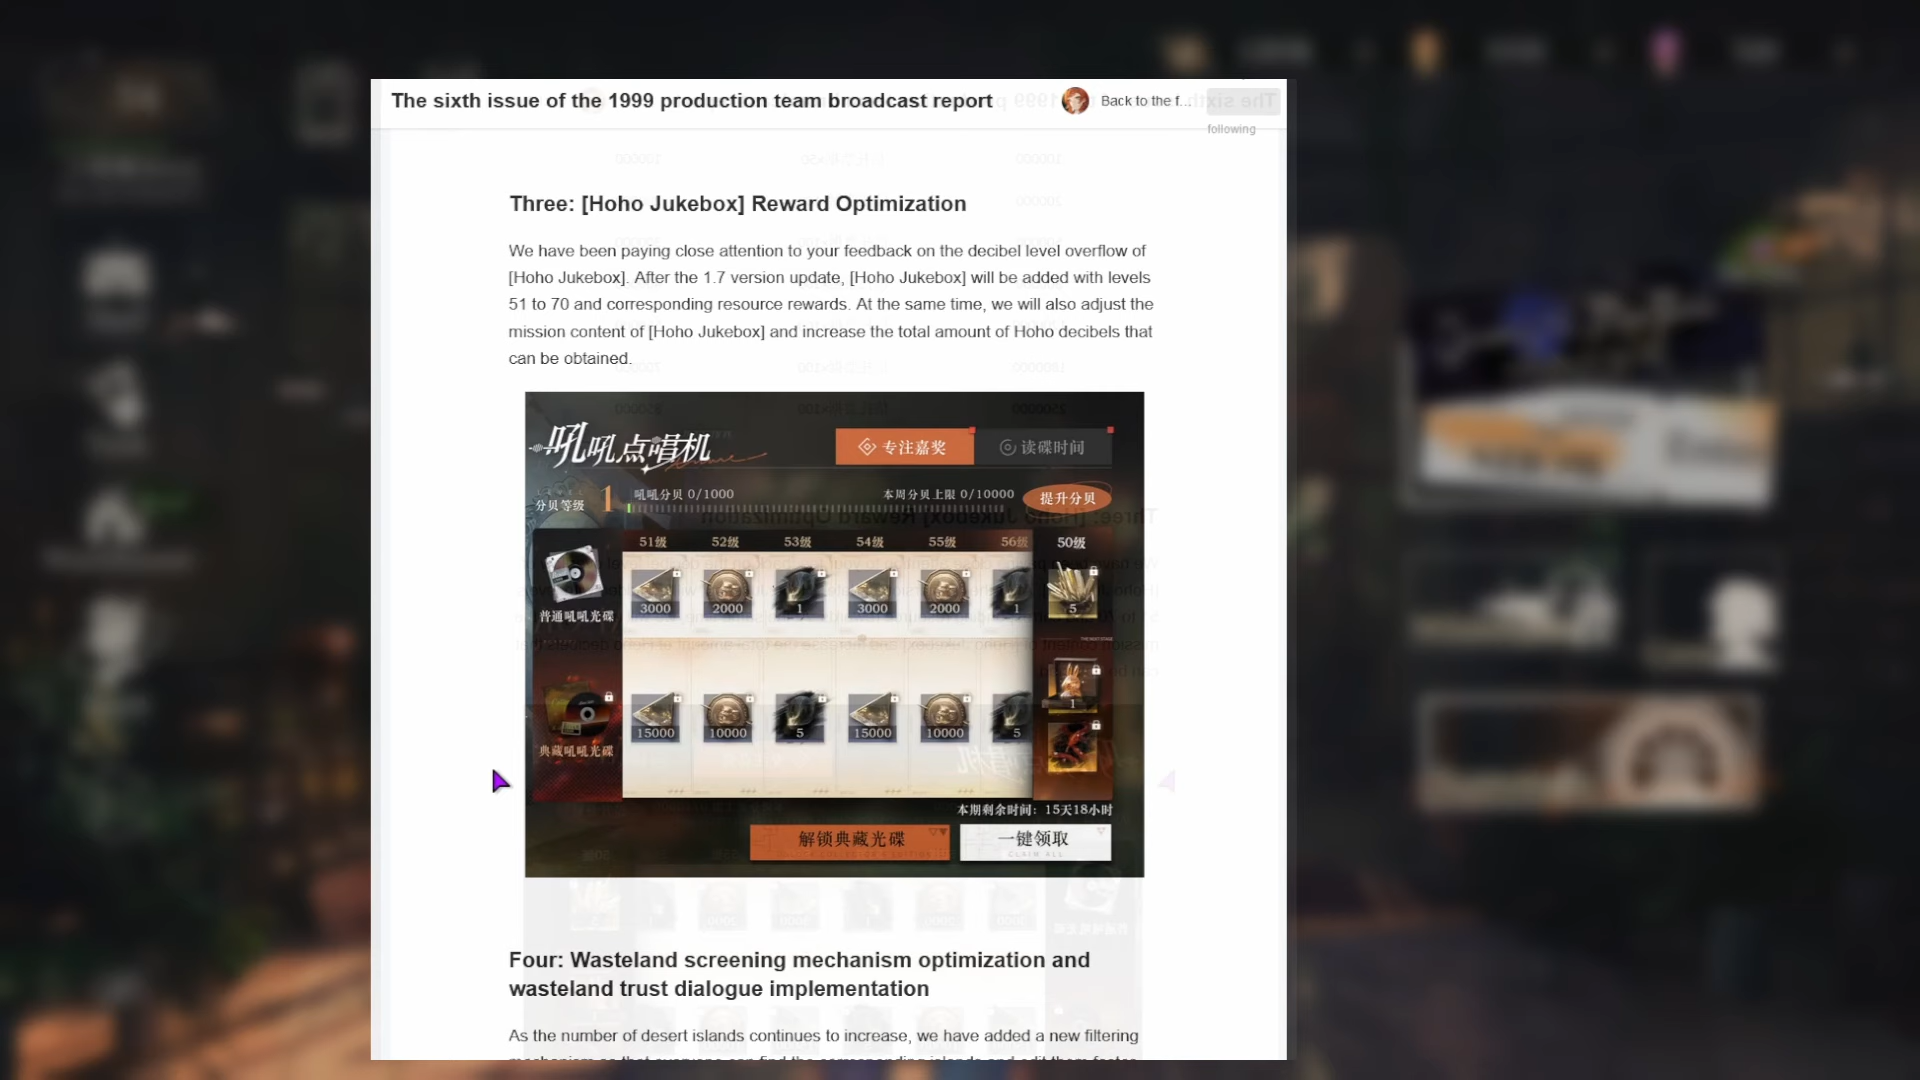 The sixth issue of the 1999 production team broadcast report
Back to the f...
following
Three: [Hoho Jukebox] Reward Optimization
We have been paying close attention to your feedback on the decibel level overflow of
[Hoho Jukebox]. After the 1.7 version update, [Hoho Jukebox] will be added with levels
51 to 70 and corresponding resource rewards. At the same time, we will also adjust the
mission content of [Hoho Jukebox] and increase the total amount of Hoho decibels that
can be obtained.
吼吼点唱机
专注嘉奖
读碟时间
分贝等级 1
吼吼分贝 0/1000
本周分贝上限 0/10000
提升分贝
51级 52级 53级 54级 55级 56级 50级
普通吼吼光碟
3000 2000 1 3000 2000 1 5
典藏吼吼光碟
15000 10000 5 15000 10000 5 1
本期剩余时间：15天18小时
解锁典藏光碟
一键领取
CLAIM ALL
Four: Wasteland screening mechanism optimization and
wasteland trust dialogue implementation
As the number of desert islands continues to increase, we have added a new filtering